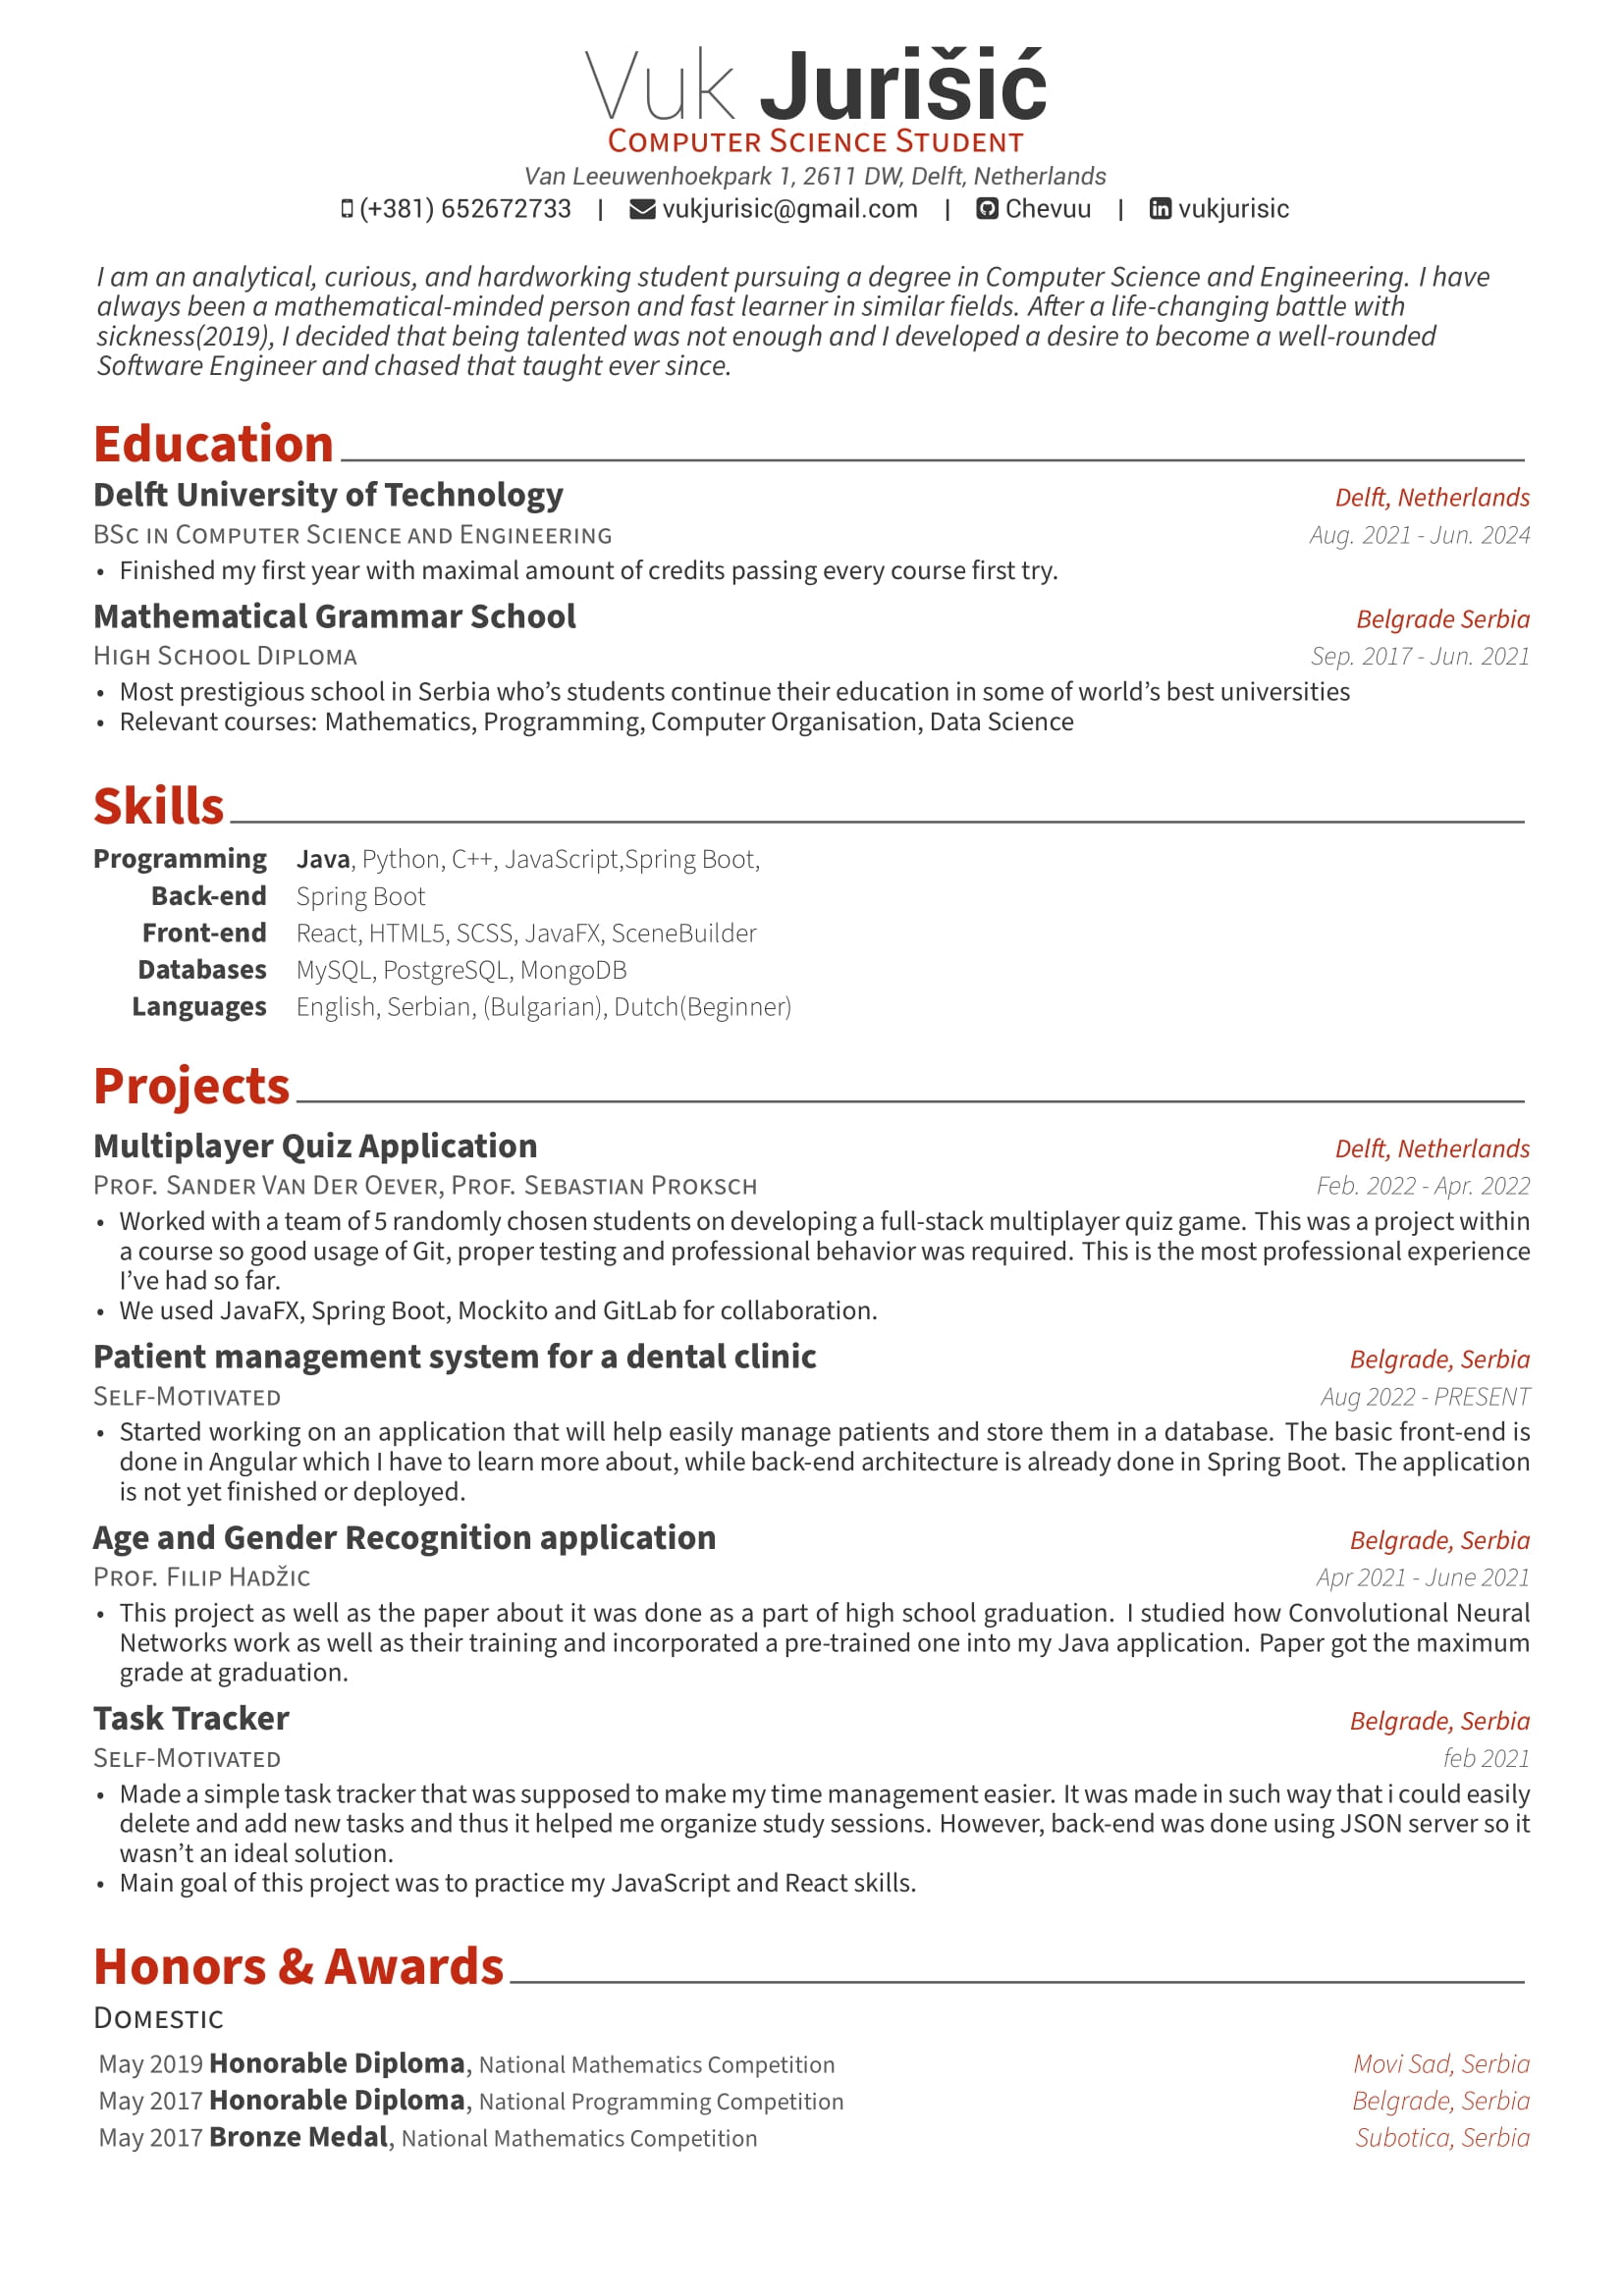 Vuk Jurišić
Computer Science Student
Van Leeuwenhoekpark 1, 2611 DW, Delft, Netherlands
(+381) 652672733 | vukjurisic@gmail.com | Chevuu | vukjurisic
I am an analytical, curious, and hardworking student pursuing a degree in Computer Science and Engineering. I have
always been a mathematical-minded person and fast learner in similar fields. After a life-changing battle with
sickness(2019), I decided that being talented was not enough and I developed a desire to become a well-rounded
Software Engineer and chased that taught ever since.
Education
Delft University of Technology Delft, Netherlands
BSc in Computer Science and Engineering Aug. 2021 - Jun. 2024
• Finished my first year with maximal amount of credits passing every course first try.
Mathematical Grammar School Belgrade Serbia
High School Diploma Sep. 2017 - Jun. 2021
• Most prestigious school in Serbia who's students continue their education in some of world's best universities
• Relevant courses: Mathematics, Programming, Computer Organisation, Data Science
Skills
Programming Java, Python, C++, JavaScript,Spring Boot,
Back-end Spring Boot
Front-end React, HTML5, SCSS, JavaFX, SceneBuilder
Databases MySQL, PostgreSQL, MongoDB
Languages English, Serbian, (Bulgarian), Dutch(Beginner)
Projects
Multiplayer Quiz Application Delft, Netherlands
Prof. Sander Van Der Oever, Prof. Sebastian Proksch Feb. 2022 - Apr. 2022
• Worked with a team of 5 randomly chosen students on developing a full-stack multiplayer quiz game. This was a project within
a course so good usage of Git, proper testing and professional behavior was required. This is the most professional experience
I've had so far.
• We used JavaFX, Spring Boot, Mockito and GitLab for collaboration.
Patient management system for a dental clinic Belgrade, Serbia
Self-Motivated Aug 2022 - PRESENT
• Started working on an application that will help easily manage patients and store them in a database. The basic front-end is
done in Angular which I have to learn more about, while back-end architecture is already done in Spring Boot. The application
is not yet finished or deployed.
Age and Gender Recognition application Belgrade, Serbia
Prof. Filip Hadžic Apr 2021 - June 2021
• This project as well as the paper about it was done as a part of high school graduation. I studied how Convolutional Neural
Networks work as well as their training and incorporated a pre-trained one into my Java application. Paper got the maximum
grade at graduation.
Task Tracker Belgrade, Serbia
Self-Motivated feb 2021
• Made a simple task tracker that was supposed to make my time management easier. It was made in such way that i could easily
delete and add new tasks and thus it helped me organize study sessions. However, back-end was done using JSON server so it
wasn't an ideal solution.
• Main goal of this project was to practice my JavaScript and React skills.
Honors & Awards
Domestic
May 2019 Honorable Diploma, National Mathematics Competition Movi Sad, Serbia
May 2017 Honorable Diploma, National Programming Competition Belgrade, Serbia
May 2017 Bronze Medal, National Mathematics Competition Subotica, Serbia